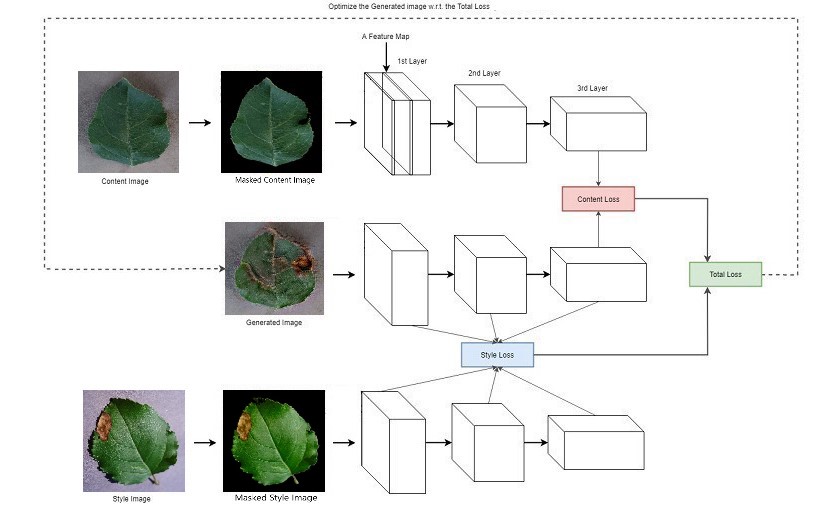 Optimize the Generated image w.r.t. the Total Loss
A Feature Map
1st Layer
2nd Layer
3rd Layer
Content Image
Masked Content Image
Content Loss
Total Loss
Generated Image
Style Loss
Style Image
Masked Style Image